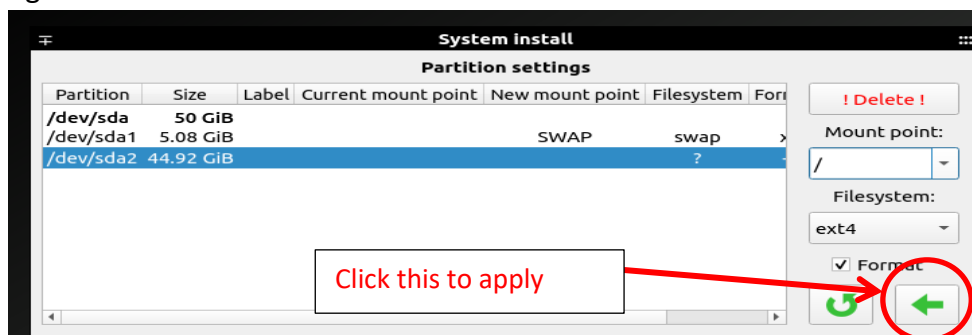 System install
Partition settings
Partition Size Label Current mount point New mount point Filesystem
/dev/sda 50 GiB
/dev/sda1 5.08 GiB SWAP swap x
/dev/sda2 44.92 GiB ? -
! Delete !
Mount point:
/
Filesystem:
ext4
Format
Click this to apply